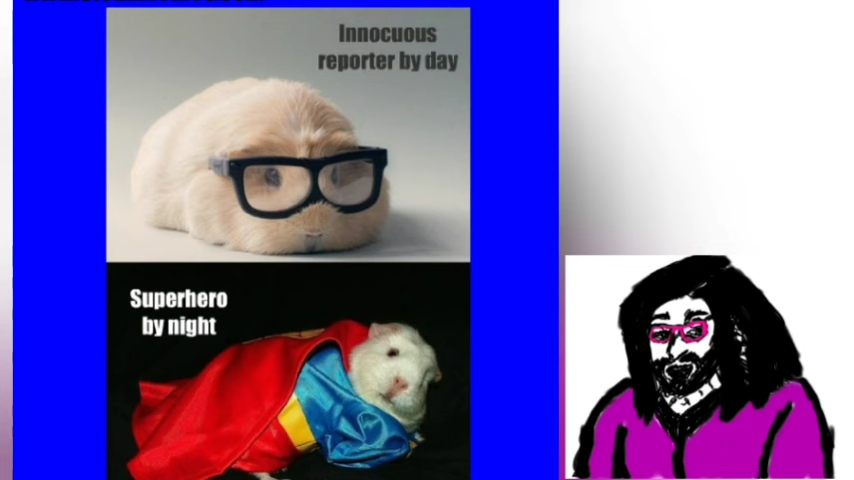 Innocuous
reporter by day
Superhero
by night